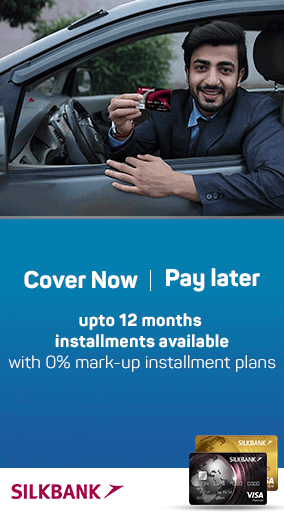 Cover Now | Pay later
upto 12 months
installments available
with 0% mark-up installment plans
SILKBANK
SILKBANK
SILKBANK
VISA
VISA